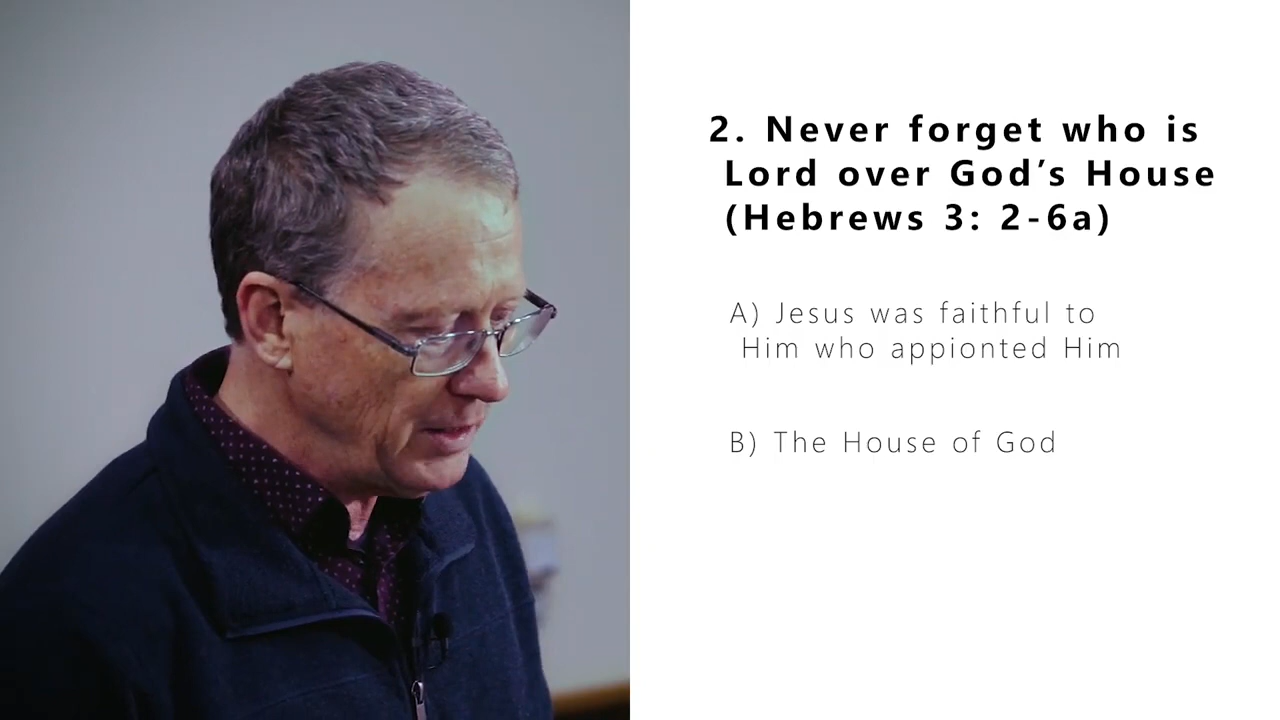 2. Never forget who is
Lord over God’s House
(Hebrews 3: 2-6a)
A) Jesus was faithful to
Him who appionted Him
B) The House of God